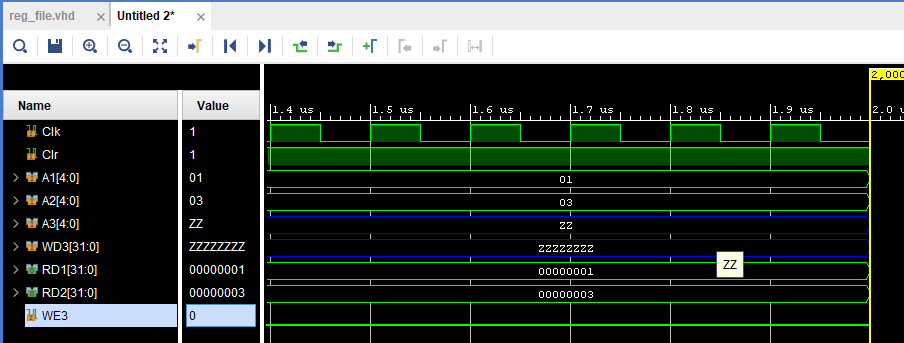 reg_file.vhd × Untitled 2* ×
2,000
Name Value
1.4 us 1.5 us 1.6 us 1.7 us 1.8 us 1.9 us 2.0 u
Clk 1
Clr 1
A1[4:0] 01 01
A2[4:0] 03 03
A3[4:0] ZZ ZZ
WD3[31:0] ZZZZZZZZ ZZZZZZZZ
ZZ
RD1[31:0] 00000001 00000001
RD2[31:0] 00000003 00000003
WE3 0